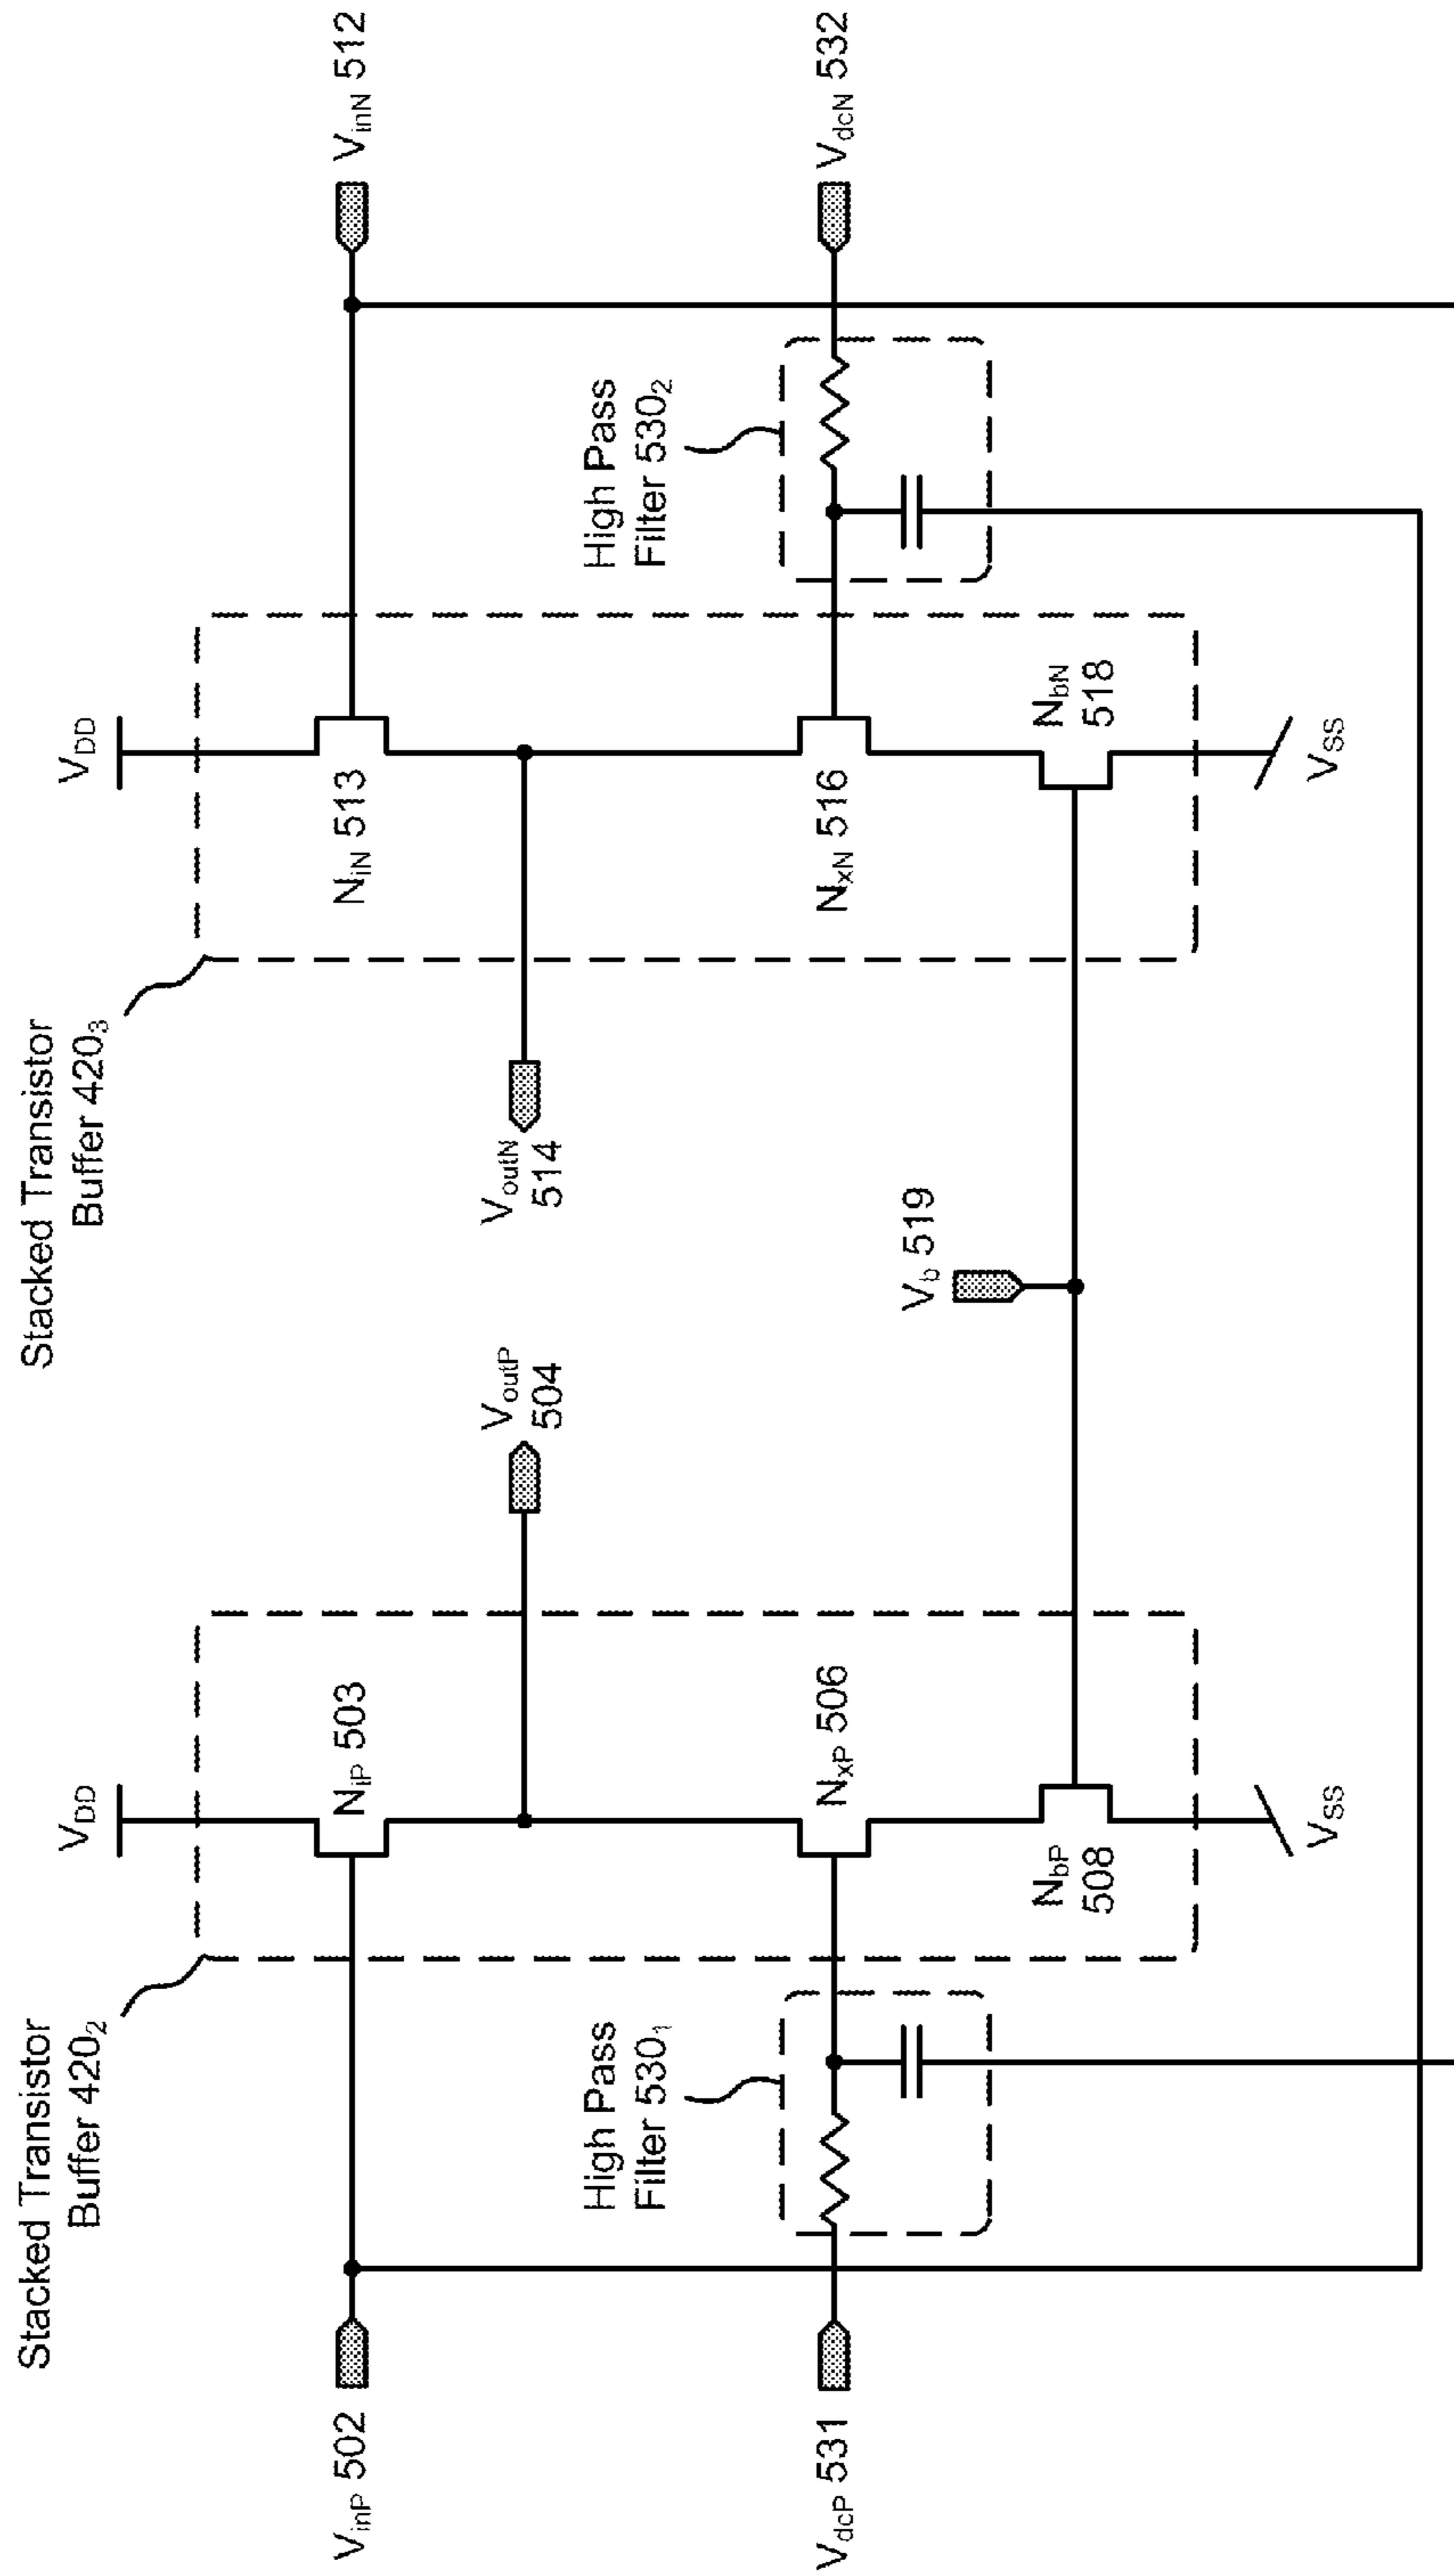 Stacked Transistor
Buffer 420₂
Stacked Transistor
Buffer 420₃
V_DD
V_DD
V_inP 502
N_iP 503
N_iN 513
V_inN 512
V_outP
504
V_outN
514
High Pass
Filter 530₁
High Pass
Filter 530₂
V_dcP 531
N_xP 506
N_xN 516
V_dcN 532
V_b 519
N_bP
508
N_bN
518
V_SS
V_SS